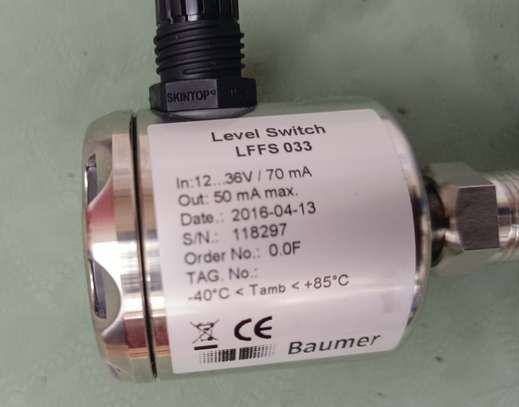 SKINTOP®
Level Switch
LFFS 033
In:12...36V / 70 mA
Out: 50 mA max.
Date.: 2016-04-13
S/N.: 118297
Order No.: 0.0F
TAG. No.:
-40°C < Tamb < +85°C
CE
Baumer